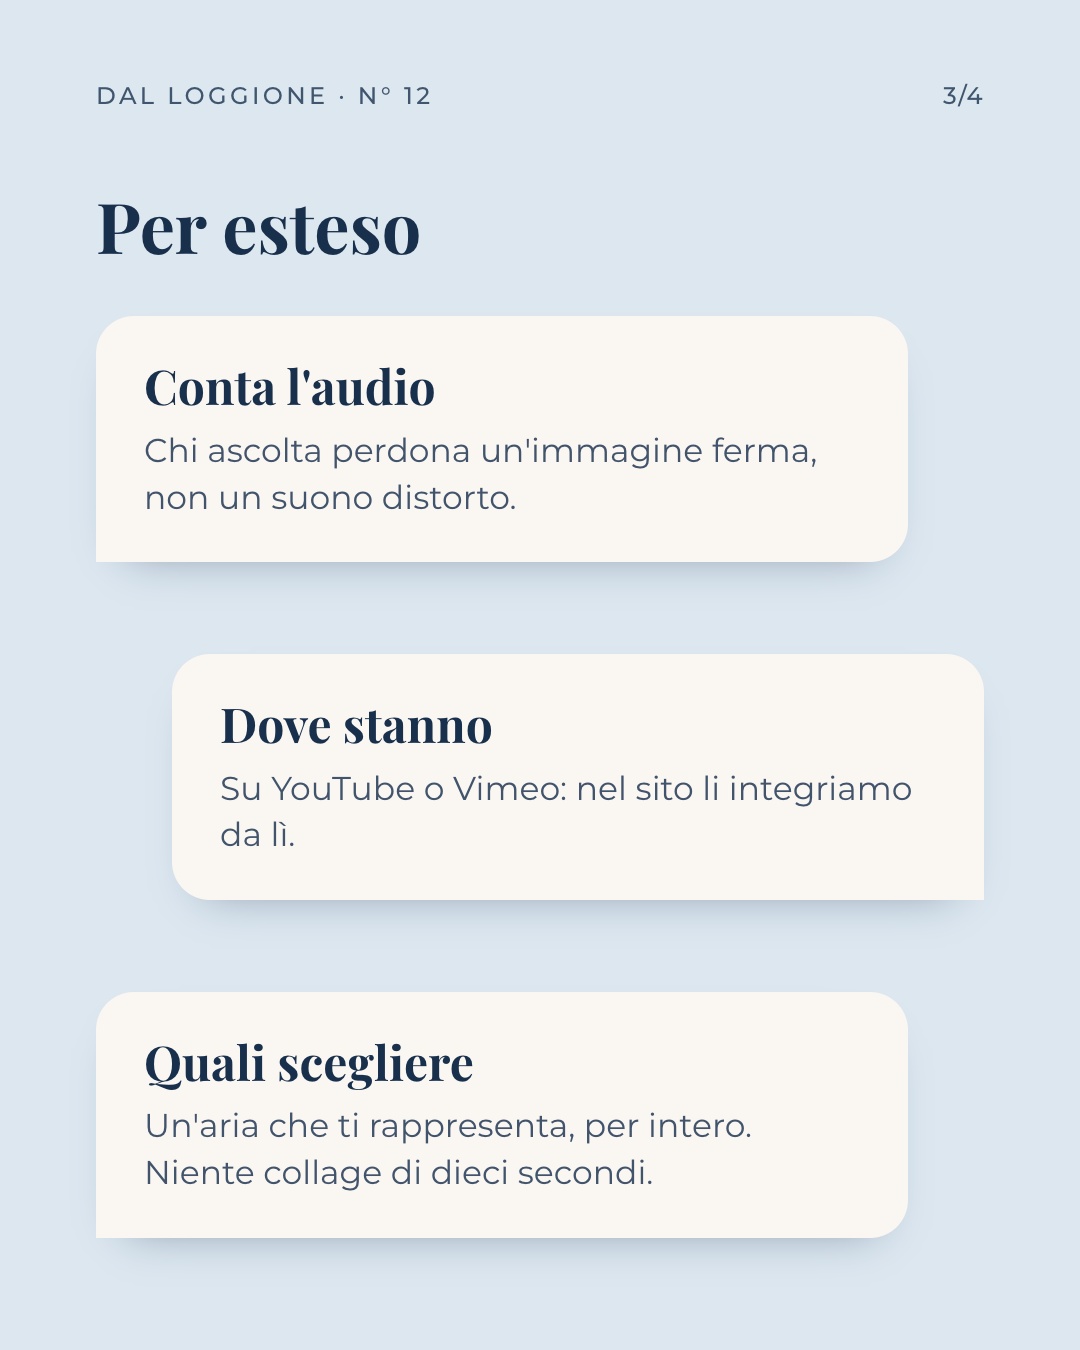 DAL LOGGIONE · N° 12
3/4
Per esteso
Conta l'audio
Chi ascolta perdona un'immagine ferma,
non un suono distorto.
Dove stanno
Su YouTube o Vimeo: nel sito li integriamo
da lì.
Quali scegliere
Un'aria che ti rappresenta, per intero.
Niente collage di dieci secondi.